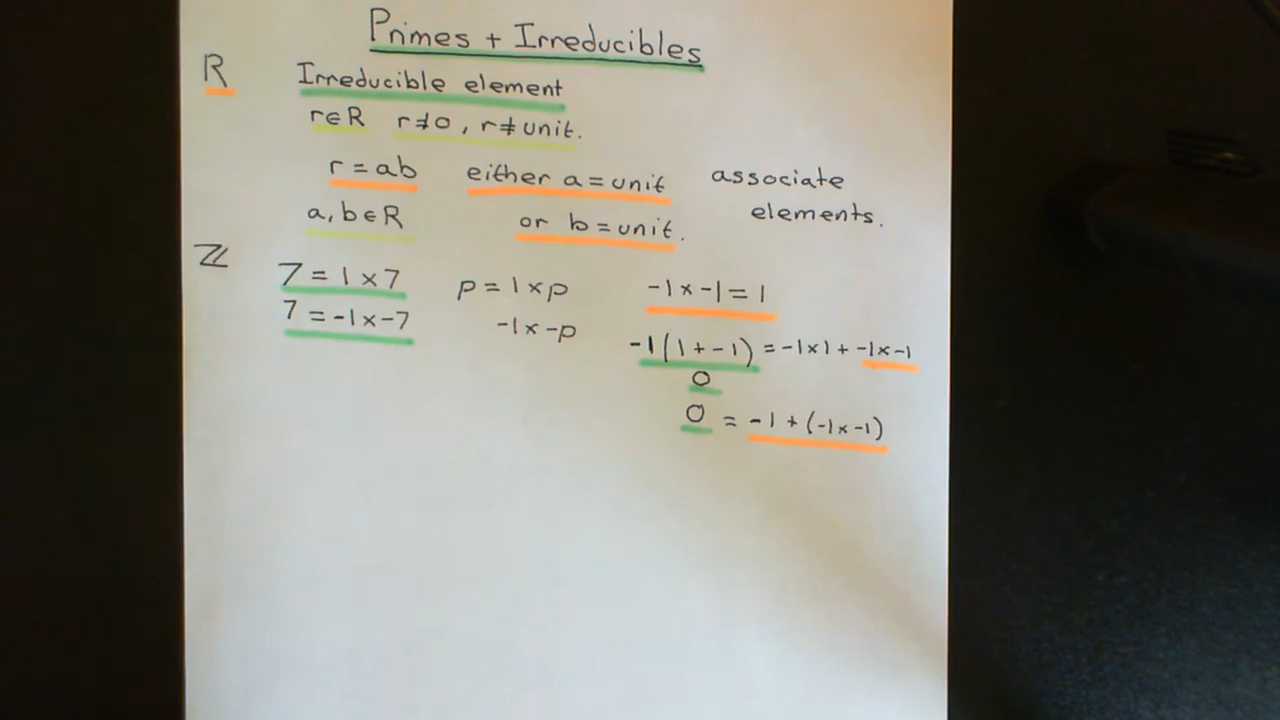 Primes + Irreducibles
R Irreducible element
r∈R r≠0, r≠unit.
r = ab either a = unit associate
a, b ∈ R or b = unit. elements.
ℤ 7 = 1 × 7 p = 1 × p -1 × -1 = 1
7 = -1 × -7 -1 × -p
-1(1 + -1) = -1×1 + -1×-1
0
0 = -1 + (-1×-1)